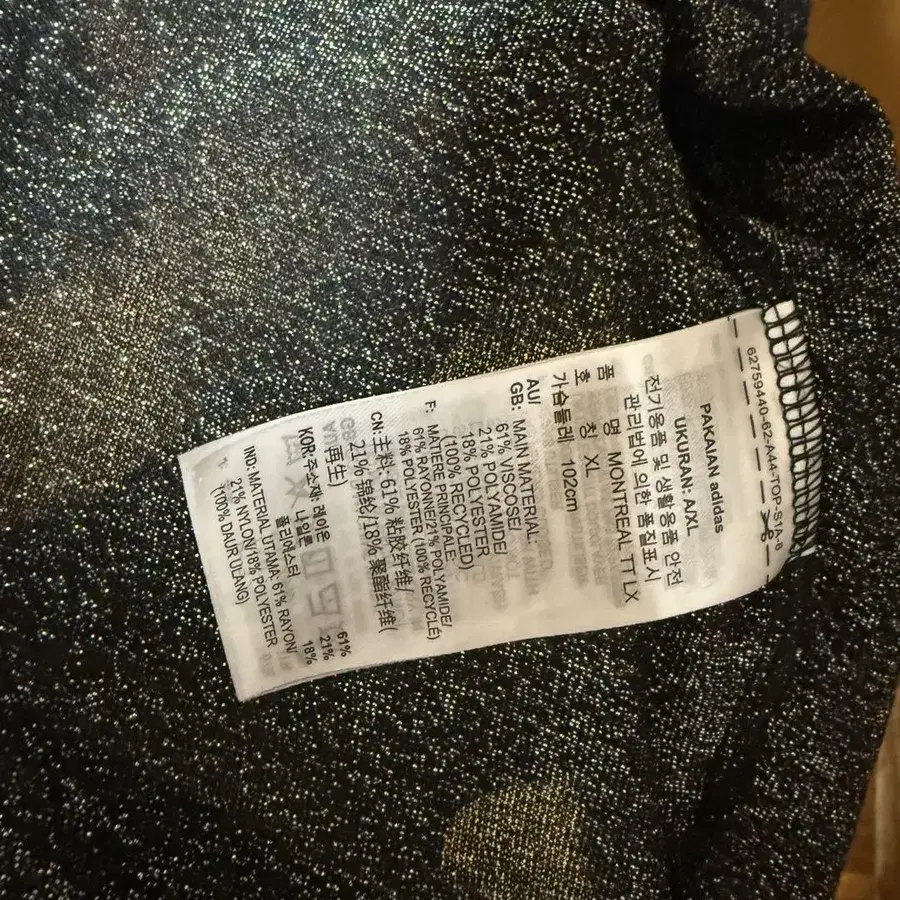 62759440-62-A44-TOP-S1A-6
PAKAIAN adidas
UKURAN: A/XL
전기용품 및 생활용품 안전
관리법에 의한 품질표시
품 명 MONTREAL TT LX
호 칭 XL
가슴둘레 102cm
AU/
GB: MAIN MATERIAL:
61% VISCOSE/
21% POLYAMIDE/
18% POLYESTER
(100% RECYCLED)
F: MATIERE PRINCIPALE:
61% RAYONNE/21% POLYAMIDE/
18% POLYESTER (100% RECYCLÉ)
CN: 主料: 61% 粘胶纤维/
21% 锦纶/18% 聚酯纤维(
再生)
KOR: 주소재: 레이온 61%
나일론 21%
폴리에스터 18%
IND: MATERIAL UTAMA: 61% RAYON/
21% NYLON/18% POLYESTER
(100% DAUR ULANG)